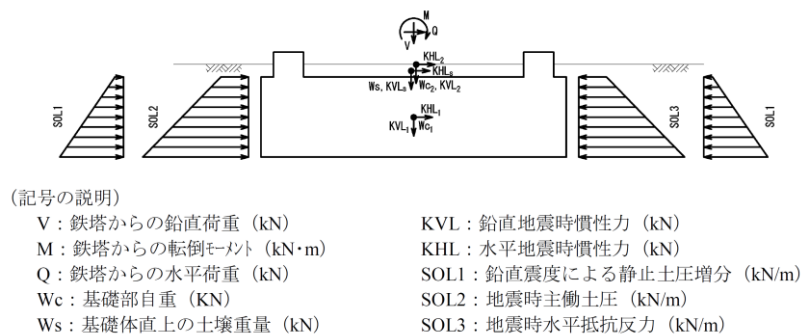 M
Q
V
KHL2
KHLs
Ws, KVLs
Wc2, KVL2
KHL1
KVL1
Wc1
SOL1
SOL2
SOL3
SOL1
(記号の説明)
V:鉄塔からの鉛直荷重(kN)
M:鉄塔からの転倒モーメント(kN・m)
Q:鉄塔からの水平荷重(kN)
Wc:基礎部自重(KN)
Ws:基礎体直上の土壌重量(kN)
KVL:鉛直地震時慣性力(kN)
KHL:水平地震時慣性力(kN)
SOL1:鉛直震度による静止土圧増分(kN/m)
SOL2:地震時主働土圧(kN/m)
SOL3:地震時水平抵抗反力(kN/m)